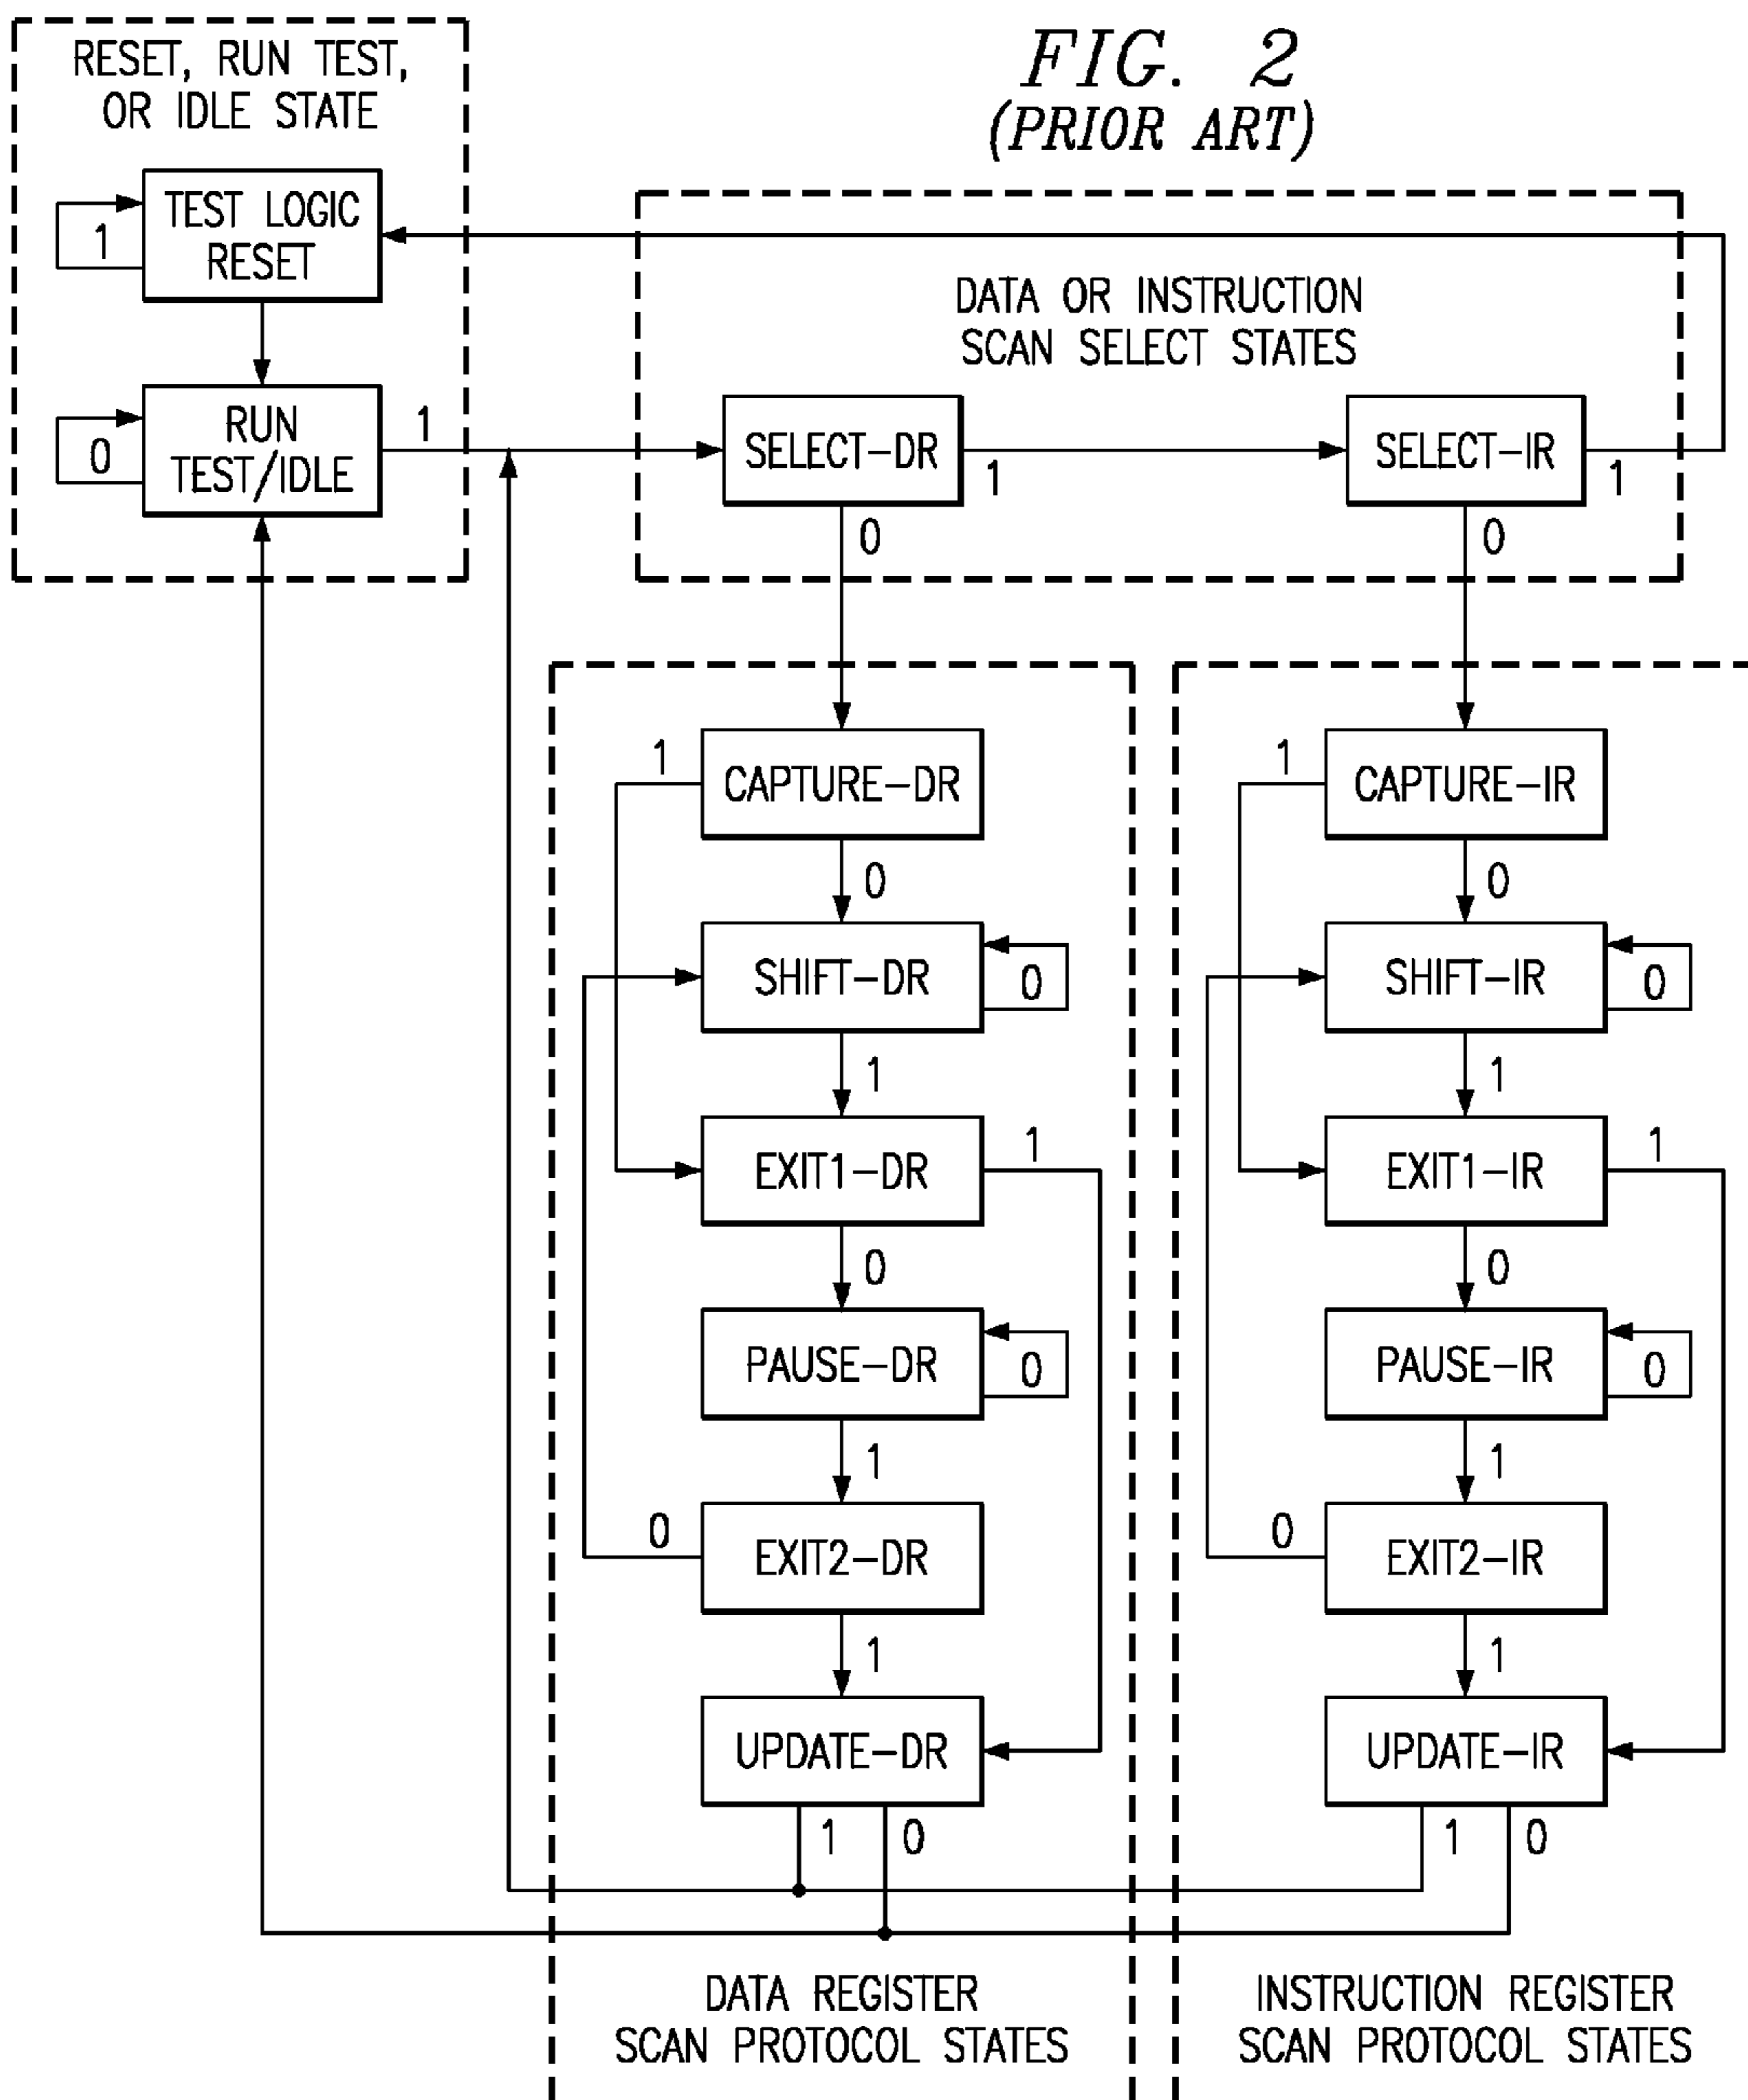 FIG. 2
(PRIOR ART)
RESET, RUN TEST,
OR IDLE STATE
TEST LOGIC
RESET
1
RUN
TEST/IDLE
0
1
DATA OR INSTRUCTION
SCAN SELECT STATES
SELECT-DR
1
0
SELECT-IR
1
0
CAPTURE-DR
1
0
SHIFT-DR
0
1
EXIT1-DR
1
0
PAUSE-DR
0
1
EXIT2-DR
0
1
UPDATE-DR
1
0
DATA REGISTER
SCAN PROTOCOL STATES
CAPTURE-IR
1
0
SHIFT-IR
0
1
EXIT1-IR
1
0
PAUSE-IR
0
1
EXIT2-IR
0
1
UPDATE-IR
1
0
INSTRUCTION REGISTER
SCAN PROTOCOL STATES